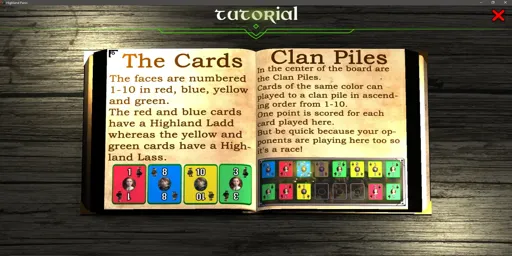 TUTORIAL
The Cards
The faces are numbered
1-10 in red, blue, yellow
and green.
The red and blue cards
have a Highland Ladd
whereas the yellow and
green cards have a High-
land Lass.
1 8 10 3
1 8 10 3
Clan Piles
In the center of the board are
the Clan Piles.
Cards of the same color can
played to a clan pile in ascend-
ing order from 1-10.
One point is scored for each
card played here.
But be quick because your op-
ponents are playing here too so
it's a race!